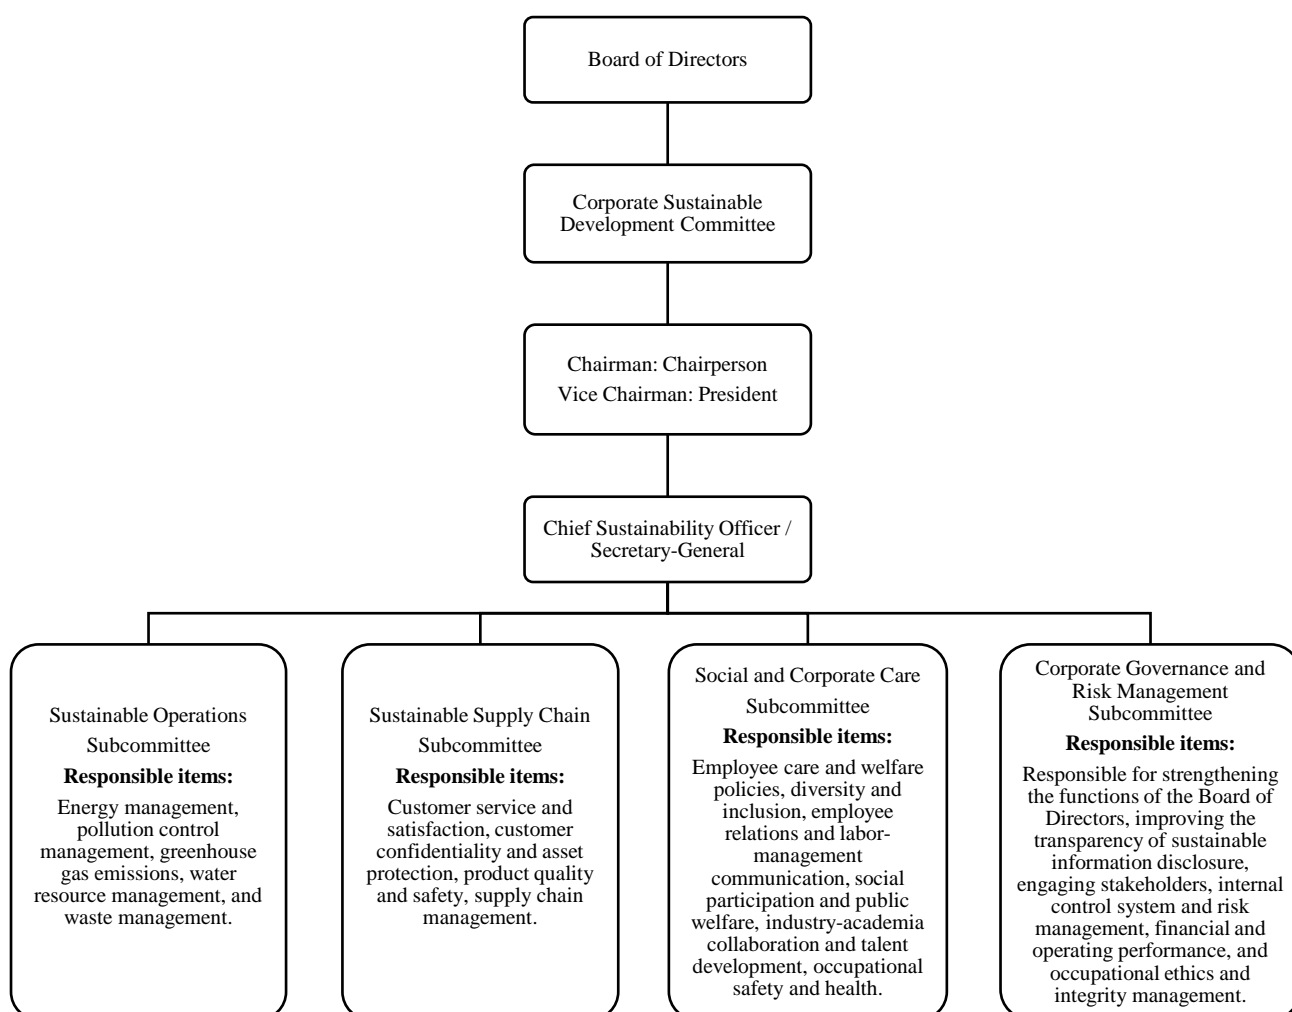 Board of Directors
Corporate Sustainable
Development Committee
Chairman: Chairperson
Vice Chairman: President
Chief Sustainability Officer /
Secretary-General
Sustainable Operations
Subcommittee
Responsible items:
Energy management,
pollution control
management, greenhouse
gas emissions, water
resource management, and
waste management.
Sustainable Supply Chain
Subcommittee
Responsible items:
Customer service and
satisfaction, customer
confidentiality and asset
protection, product quality
and safety, supply chain
management.
Social and Corporate Care
Subcommittee
Responsible items:
Employee care and welfare
policies, diversity and
inclusion, employee
relations and labor-
management
communication, social
participation and public
welfare, industry-academia
collaboration and talent
development, occupational
safety and health.
Corporate Governance and
Risk Management
Subcommittee
Responsible items:
Responsible for strengthening
the functions of the Board of
Directors, improving the
transparency of sustainable
information disclosure,
engaging stakeholders, internal
control system and risk
management, financial and
operating performance, and
occupational ethics and
integrity management.